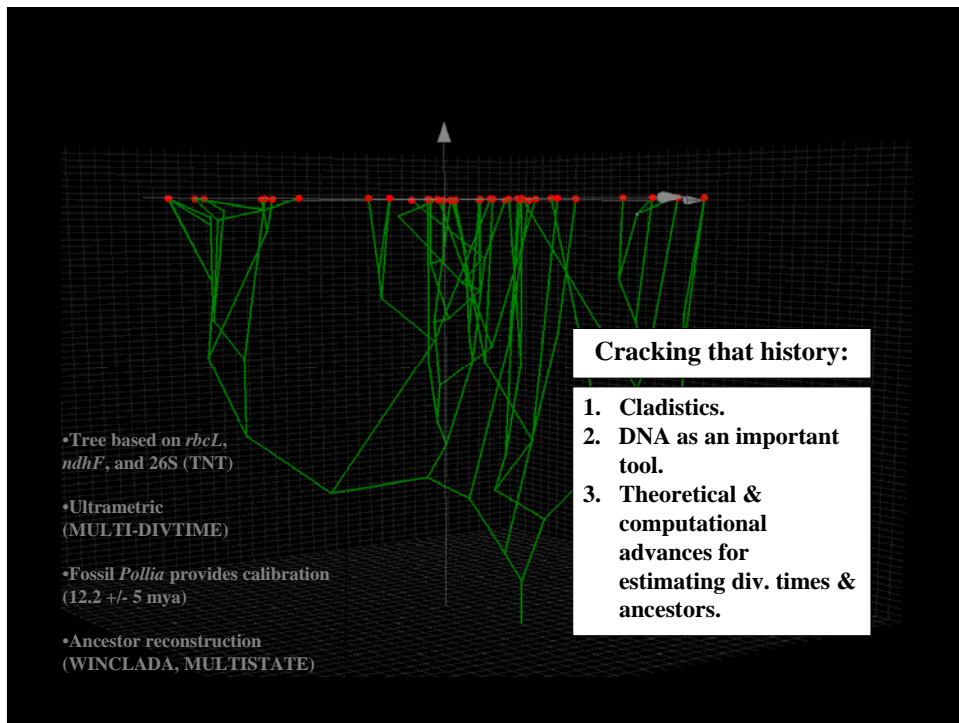 Cracking that history:
1. Cladistics.
2. DNA as an important
tool.
3. Theoretical &
computational
advances for
estimating div. times &
ancestors.
•Tree based on rbcL,
ndhF, and 26S (TNT)
•Ultrametric
(MULTI-DIVTIME)
•Fossil Pollia provides calibration
(12.2 +/- 5 mya)
•Ancestor reconstruction
(WINCLADA, MULTISTATE)